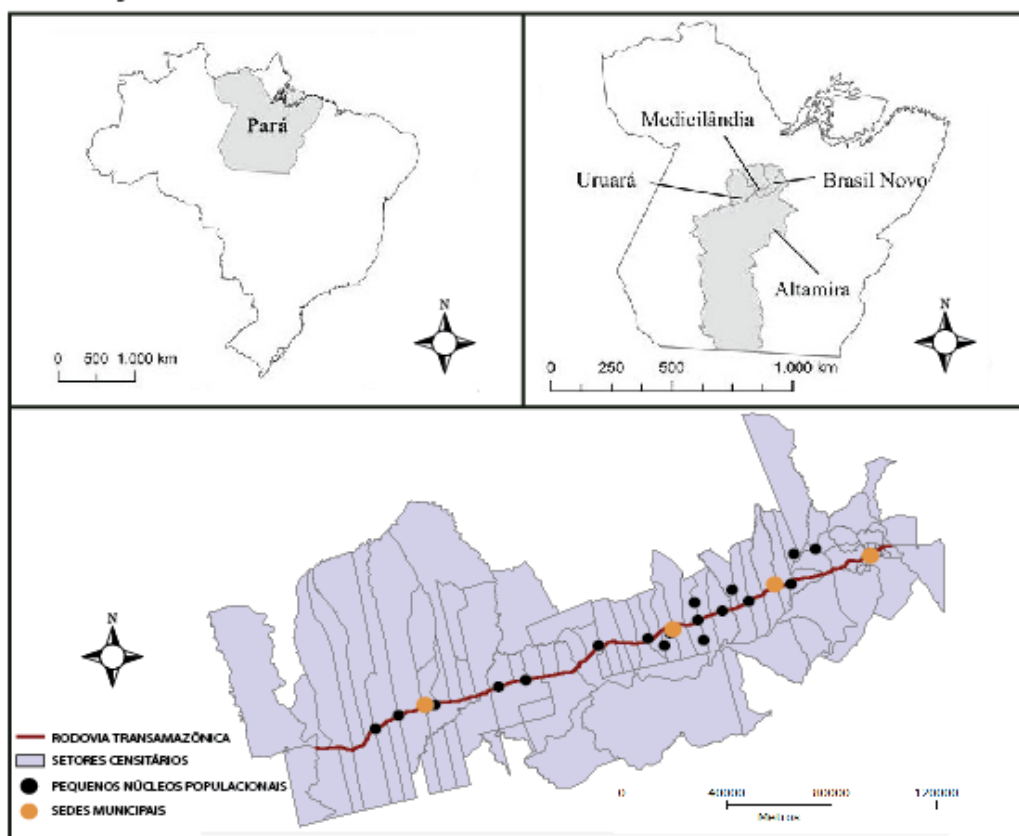 Pará
N
0 500 1.000 km
Medicilândia
Uruará
Brasil Novo
Altamira
N
0 250 500 1.000 km
N
RODOVIA TRANSAMAZÔNICA
SETORES CENSITÁRIOS
PEQUENOS NÚCLEOS POPULACIONAIS
SEDES MUNICIPAIS
0 40000 80000 120000
Metros